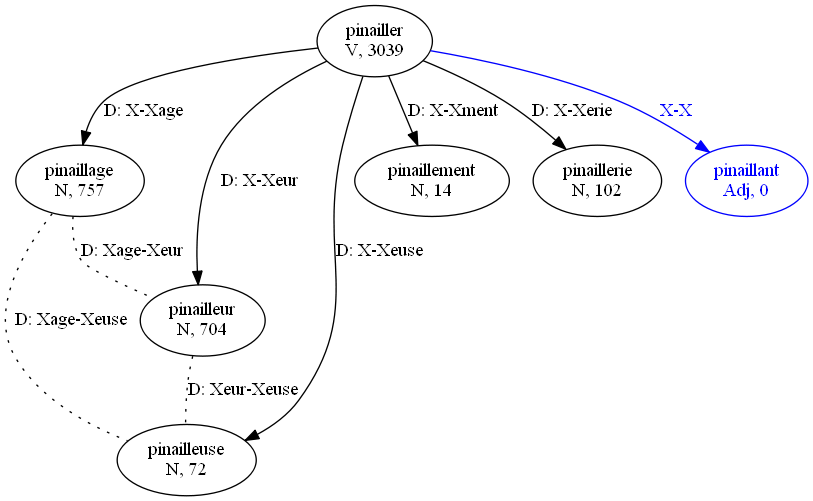 pinailler
V, 3039
D: X-Xage
D: X-Xment
D: X-Xerie
X-X
pinaillage
N, 757
D: X-Xeur
pinaillement
N, 14
pinaillerie
N, 102
pinaillant
Adj, 0
D: Xage-Xeur
D: X-Xeuse
D: Xage-Xeuse
pinailleur
N, 704
D: Xeur-Xeuse
pinailleuse
N, 72